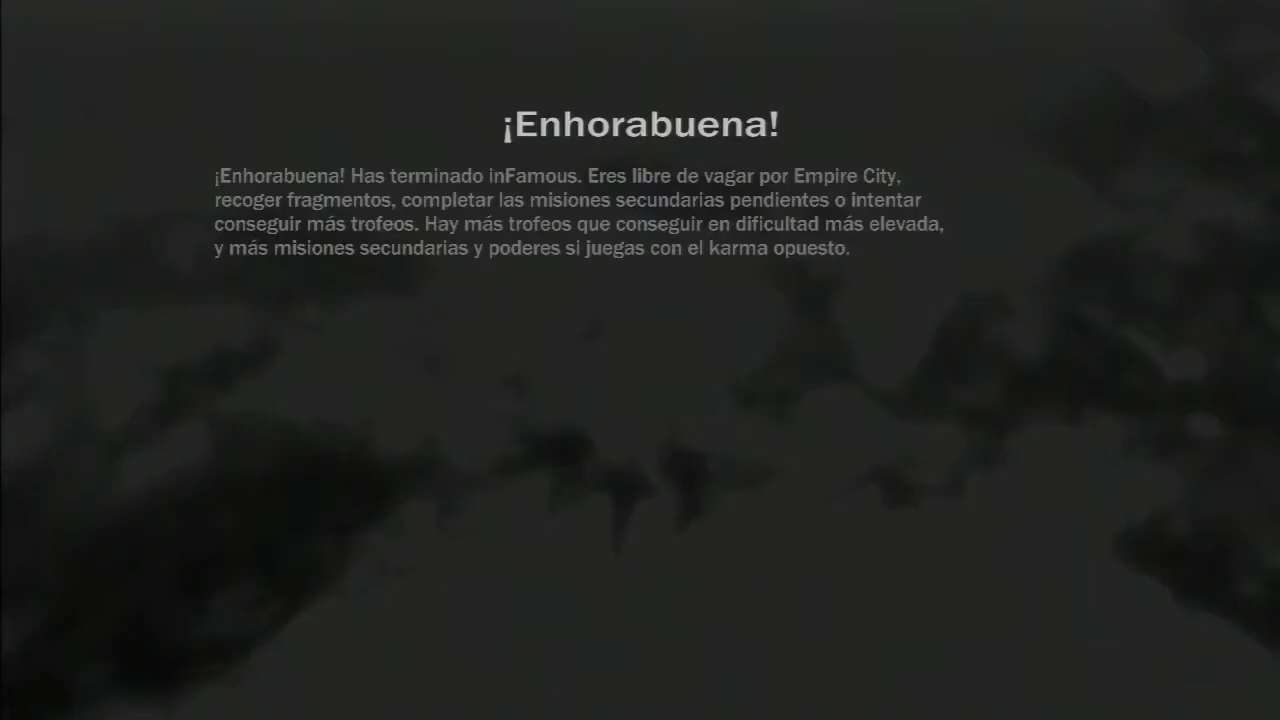 ¡Enhorabuena!
¡Enhorabuena! Has terminado inFamous. Eres libre de vagar por Empire City,
recoger fragmentos, completar las misiones secundarias pendientes o intentar
conseguir más trofeos. Hay más trofeos que conseguir en dificultad más elevada,
y más misiones secundarias y poderes si juegas con el karma opuesto.